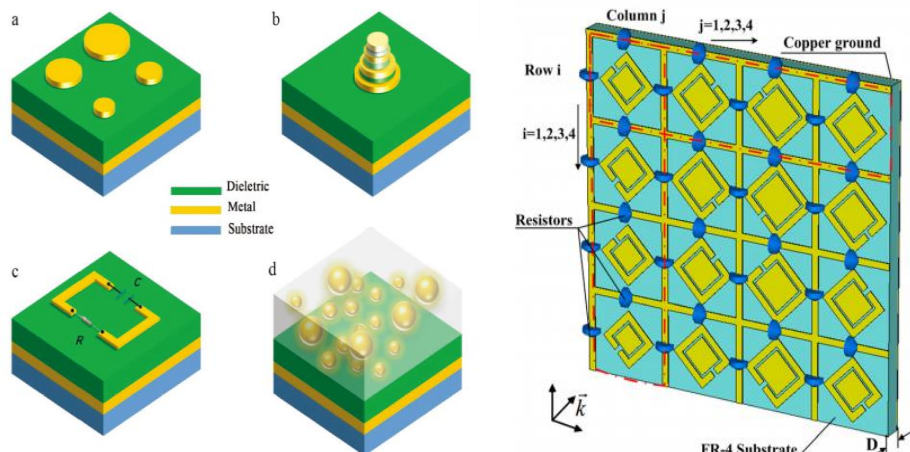 a
b
Dieletric
Metal
Substrate
c
C
R
d
Column j
j=1,2,3,4
Copper ground
Row i
i=1,2,3,4
Resistors
k
FR-4 Substrate
D